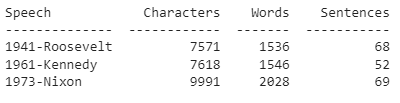 Speech Characters Words Sentences
-------------- ------------ ------- -----------
1941-Roosevelt 7571 1536 68
1961-Kennedy 7618 1546 52
1973-Nixon 9991 2028 69